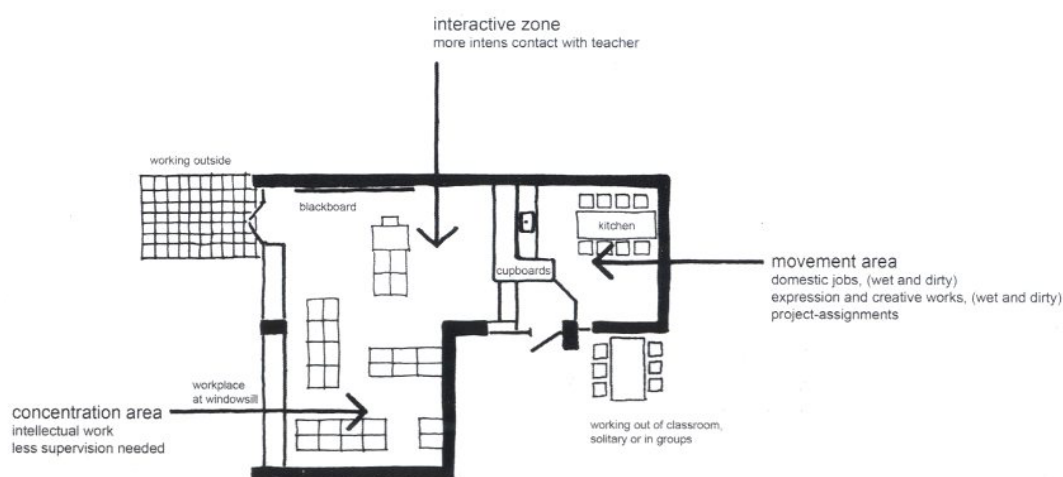 interactive zone
more intens contact with teacher
working outside
blackboard
kitchen
cupboards
movement area
domestic jobs, (wet and dirty)
expression and creative works, (wet and dirty)
project-assignments
workplace
at windowsill
concentration area
intellectual work
less supervision needed
working out of classroom,
solitary or in groups